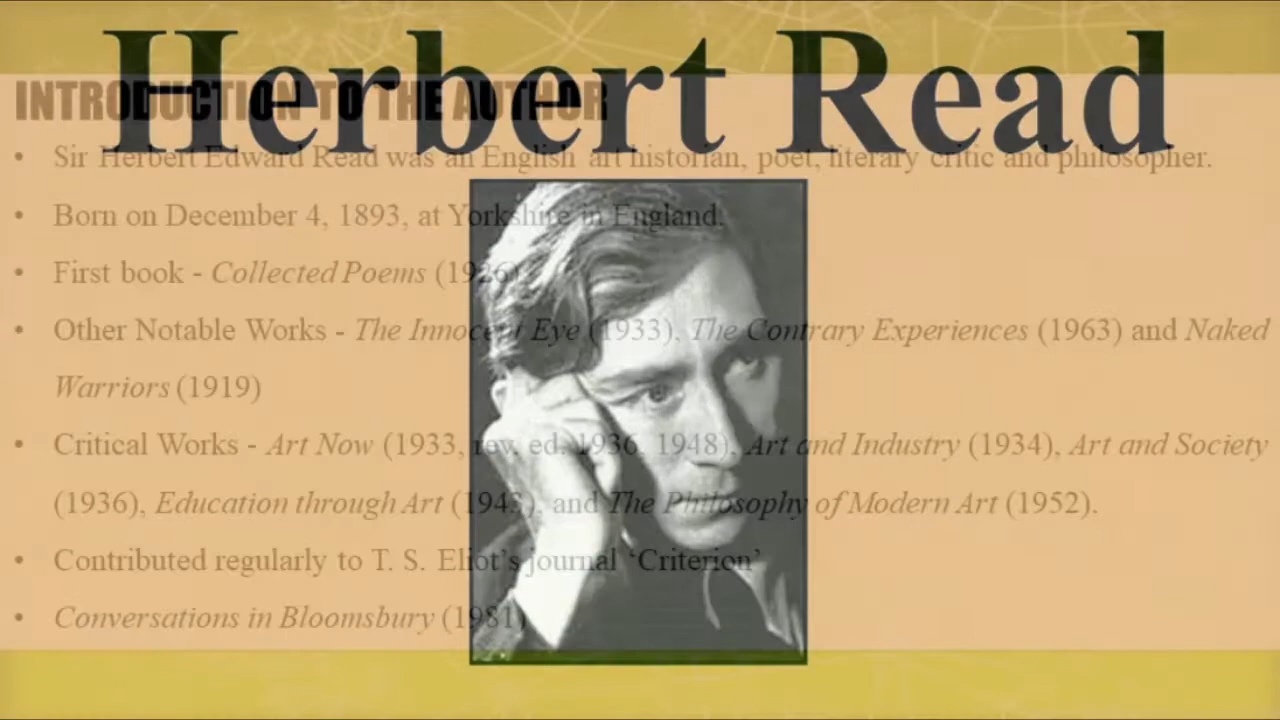 Herbert Read
INTRODUCTION TO THE AUTHOR
• Sir Herbert Edward Read was an English art historian, poet, literary critic and philosopher.
• Born on December 4, 1893, at Yorkshire in England.
• First book - Collected Poems (1926)
• Other Notable Works - The Innocent Eye (1933), The Contrary Experiences (1963) and Naked
Warriors (1919)
• Critical Works - Art Now (1933, rev. ed. 1936, 1948), Art and Industry (1934), Art and Society
(1936), Education through Art (1943), and The Philosophy of Modern Art (1952).
• Contributed regularly to T. S. Eliot’s journal ‘Criterion’
• Conversations in Bloomsbury (1981)